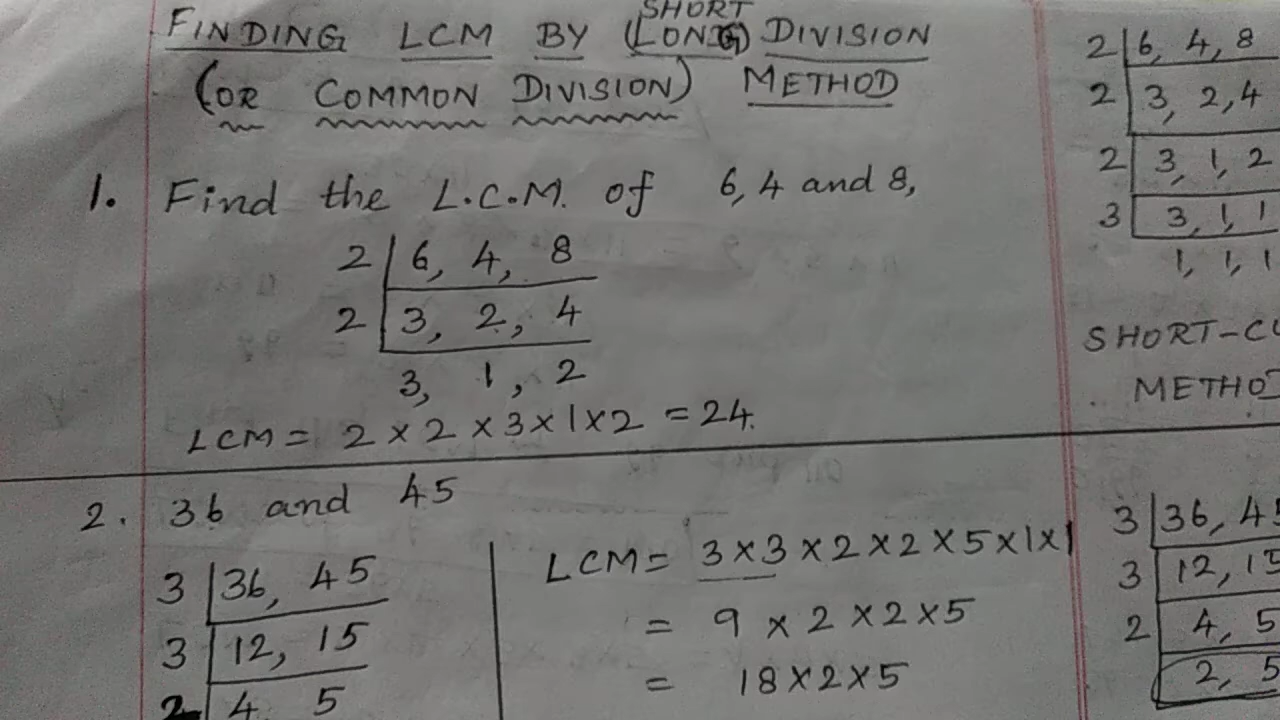 FINDING LCM BY (LONG) DIVISION
SHORT
(OR COMMON DIVISION) METHOD
1. Find the L.C.M. of 6, 4 and 8,
2 6, 4, 8
2 3, 2, 4
3, 1, 2
LCM = 2 × 2 × 3 × 1 × 2 = 24.
2 6, 4, 8
2 3, 2, 4
2 3, 1, 2
3 3, 1, 1
1, 1, 1
SHORT-
2. 36 and 45
3 36, 45
3 12, 15
2 4 5
LCM = 3 × 3 × 2 × 2 × 5 × 1 × 1
= 9 × 2 × 2 × 5
= 18 × 2 × 5
3 36, 45
3 12, 15
2 4, 5
2, 5